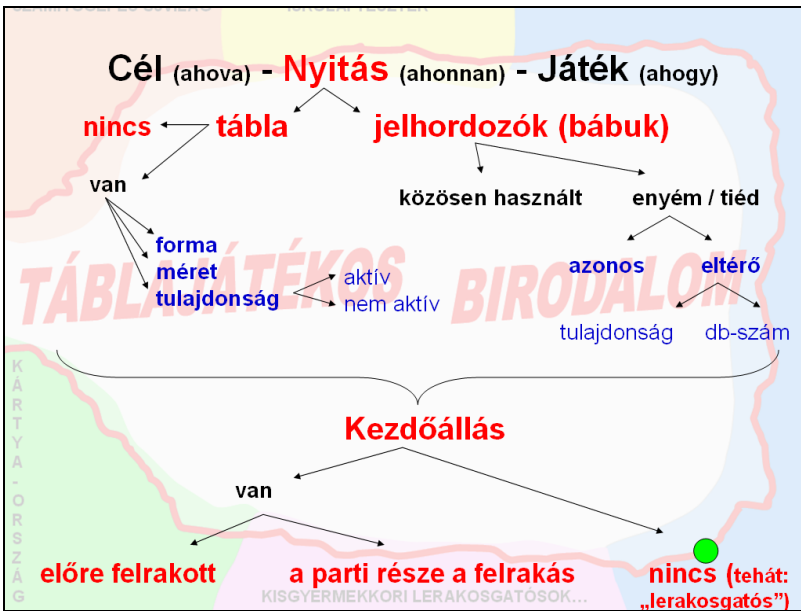 Cél (ahova) - Nyitás (ahonnan) - Játék (ahogy)
nincs tábla jelhordozók (bábuk)
van közösen használt enyém / tiéd
forma
méret
tulajdonság
aktív
nem aktív
azonos eltérő
TÁBLAJÁTÉKOS BIRODALOM
tulajdonság db-szám
KÁRTYA-ORSZÁG
Kezdőállás
van
előre felrakott a parti része a felrakás nincs (tehát:
„lerakosgatós”)
KISGYERMEKKORI LERAKOSGATÓSOK...